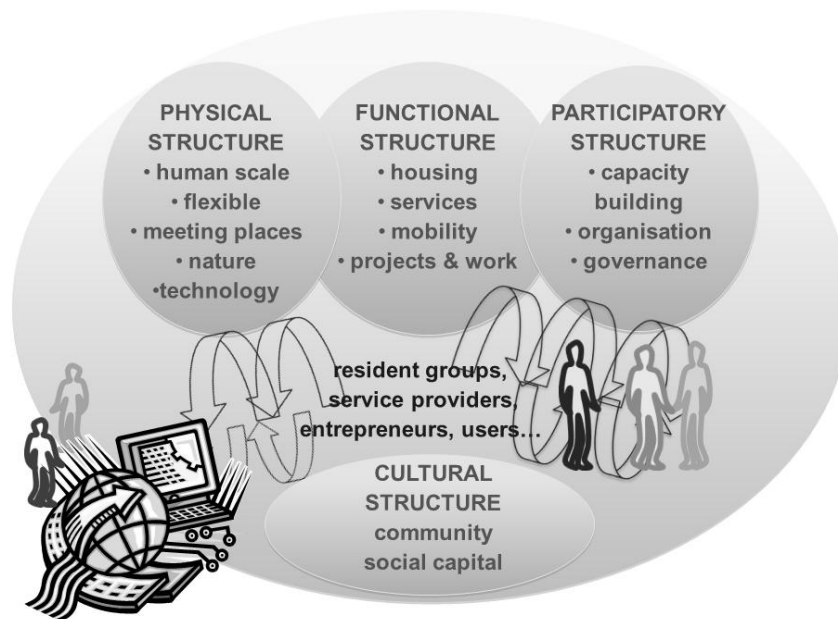 PHYSICAL
STRUCTURE
• human scale
• flexible
• meeting places
• nature
•technology
FUNCTIONAL
STRUCTURE
• housing
• services
• mobility
• projects & work
PARTICIPATORY
STRUCTURE
• capacity
building
• organisation
• governance
resident groups,
service providers,
entrepreneurs, users…
CULTURAL
STRUCTURE
community
social capital